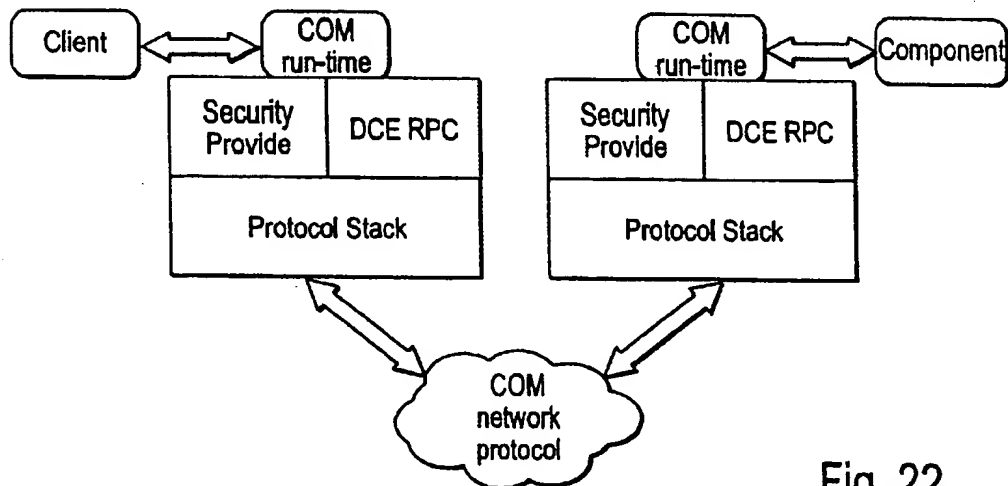 Client
COM
run-time
COM
run-time
Component
Security
Provide
DCE RPC
Security
Provide
DCE RPC
Protocol Stack
Protocol Stack
COM
network
protocol
Fig. 22